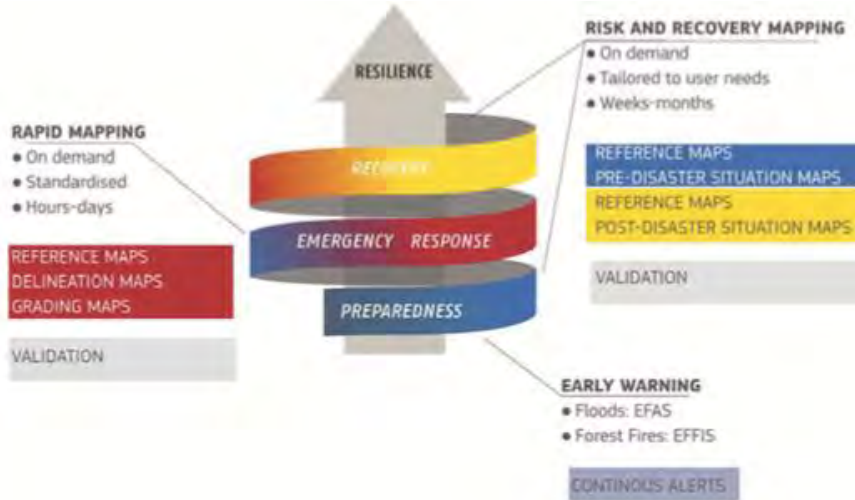 RESILIENCE
RISK AND RECOVERY MAPPING
● On demand
● Tailored to user needs
● Weeks-months
RAPID MAPPING
● On demand
● Standardised
● Hours-days
RECOVERY
EMERGENCY RESPONSE
PREPAREDNESS
REFERENCE MAPS
PRE-DISASTER SITUATION MAPS
REFERENCE MAPS
POST-DISASTER SITUATION MAPS
VALIDATION
REFERENCE MAPS
DELINEATION MAPS
GRADING MAPS
VALIDATION
EARLY WARNING
● Floods: EFAS
● Forest Fires: EFFIS
CONTINOUS ALERTS